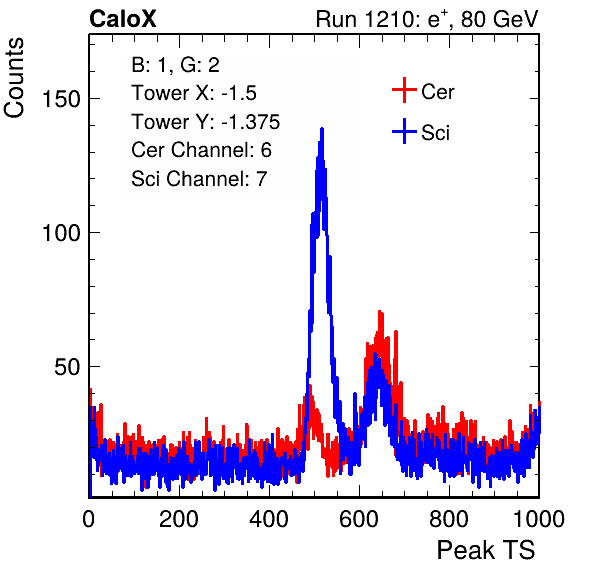 CaloX Run 1210: e⁺, 80 GeV
Counts
B: 1, G: 2
Tower X: -1.5
Tower Y: -1.375
Cer Channel: 6
Sci Channel: 7
Cer
Sci
150
100
50
0 200 400 600 800 1000
Peak TS